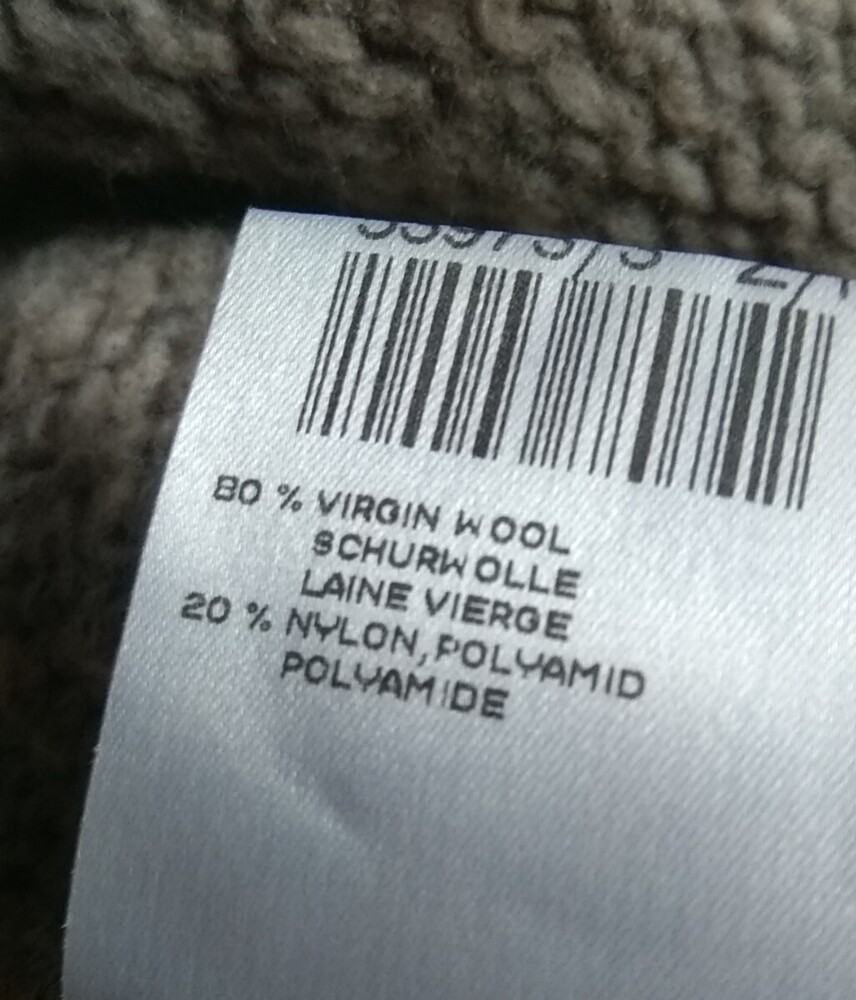 80 % VIRGIN WOOL
SCHURWOLLE
LAINE VIERGE
20 % NYLON, POLYAMID
POLYAMIDE